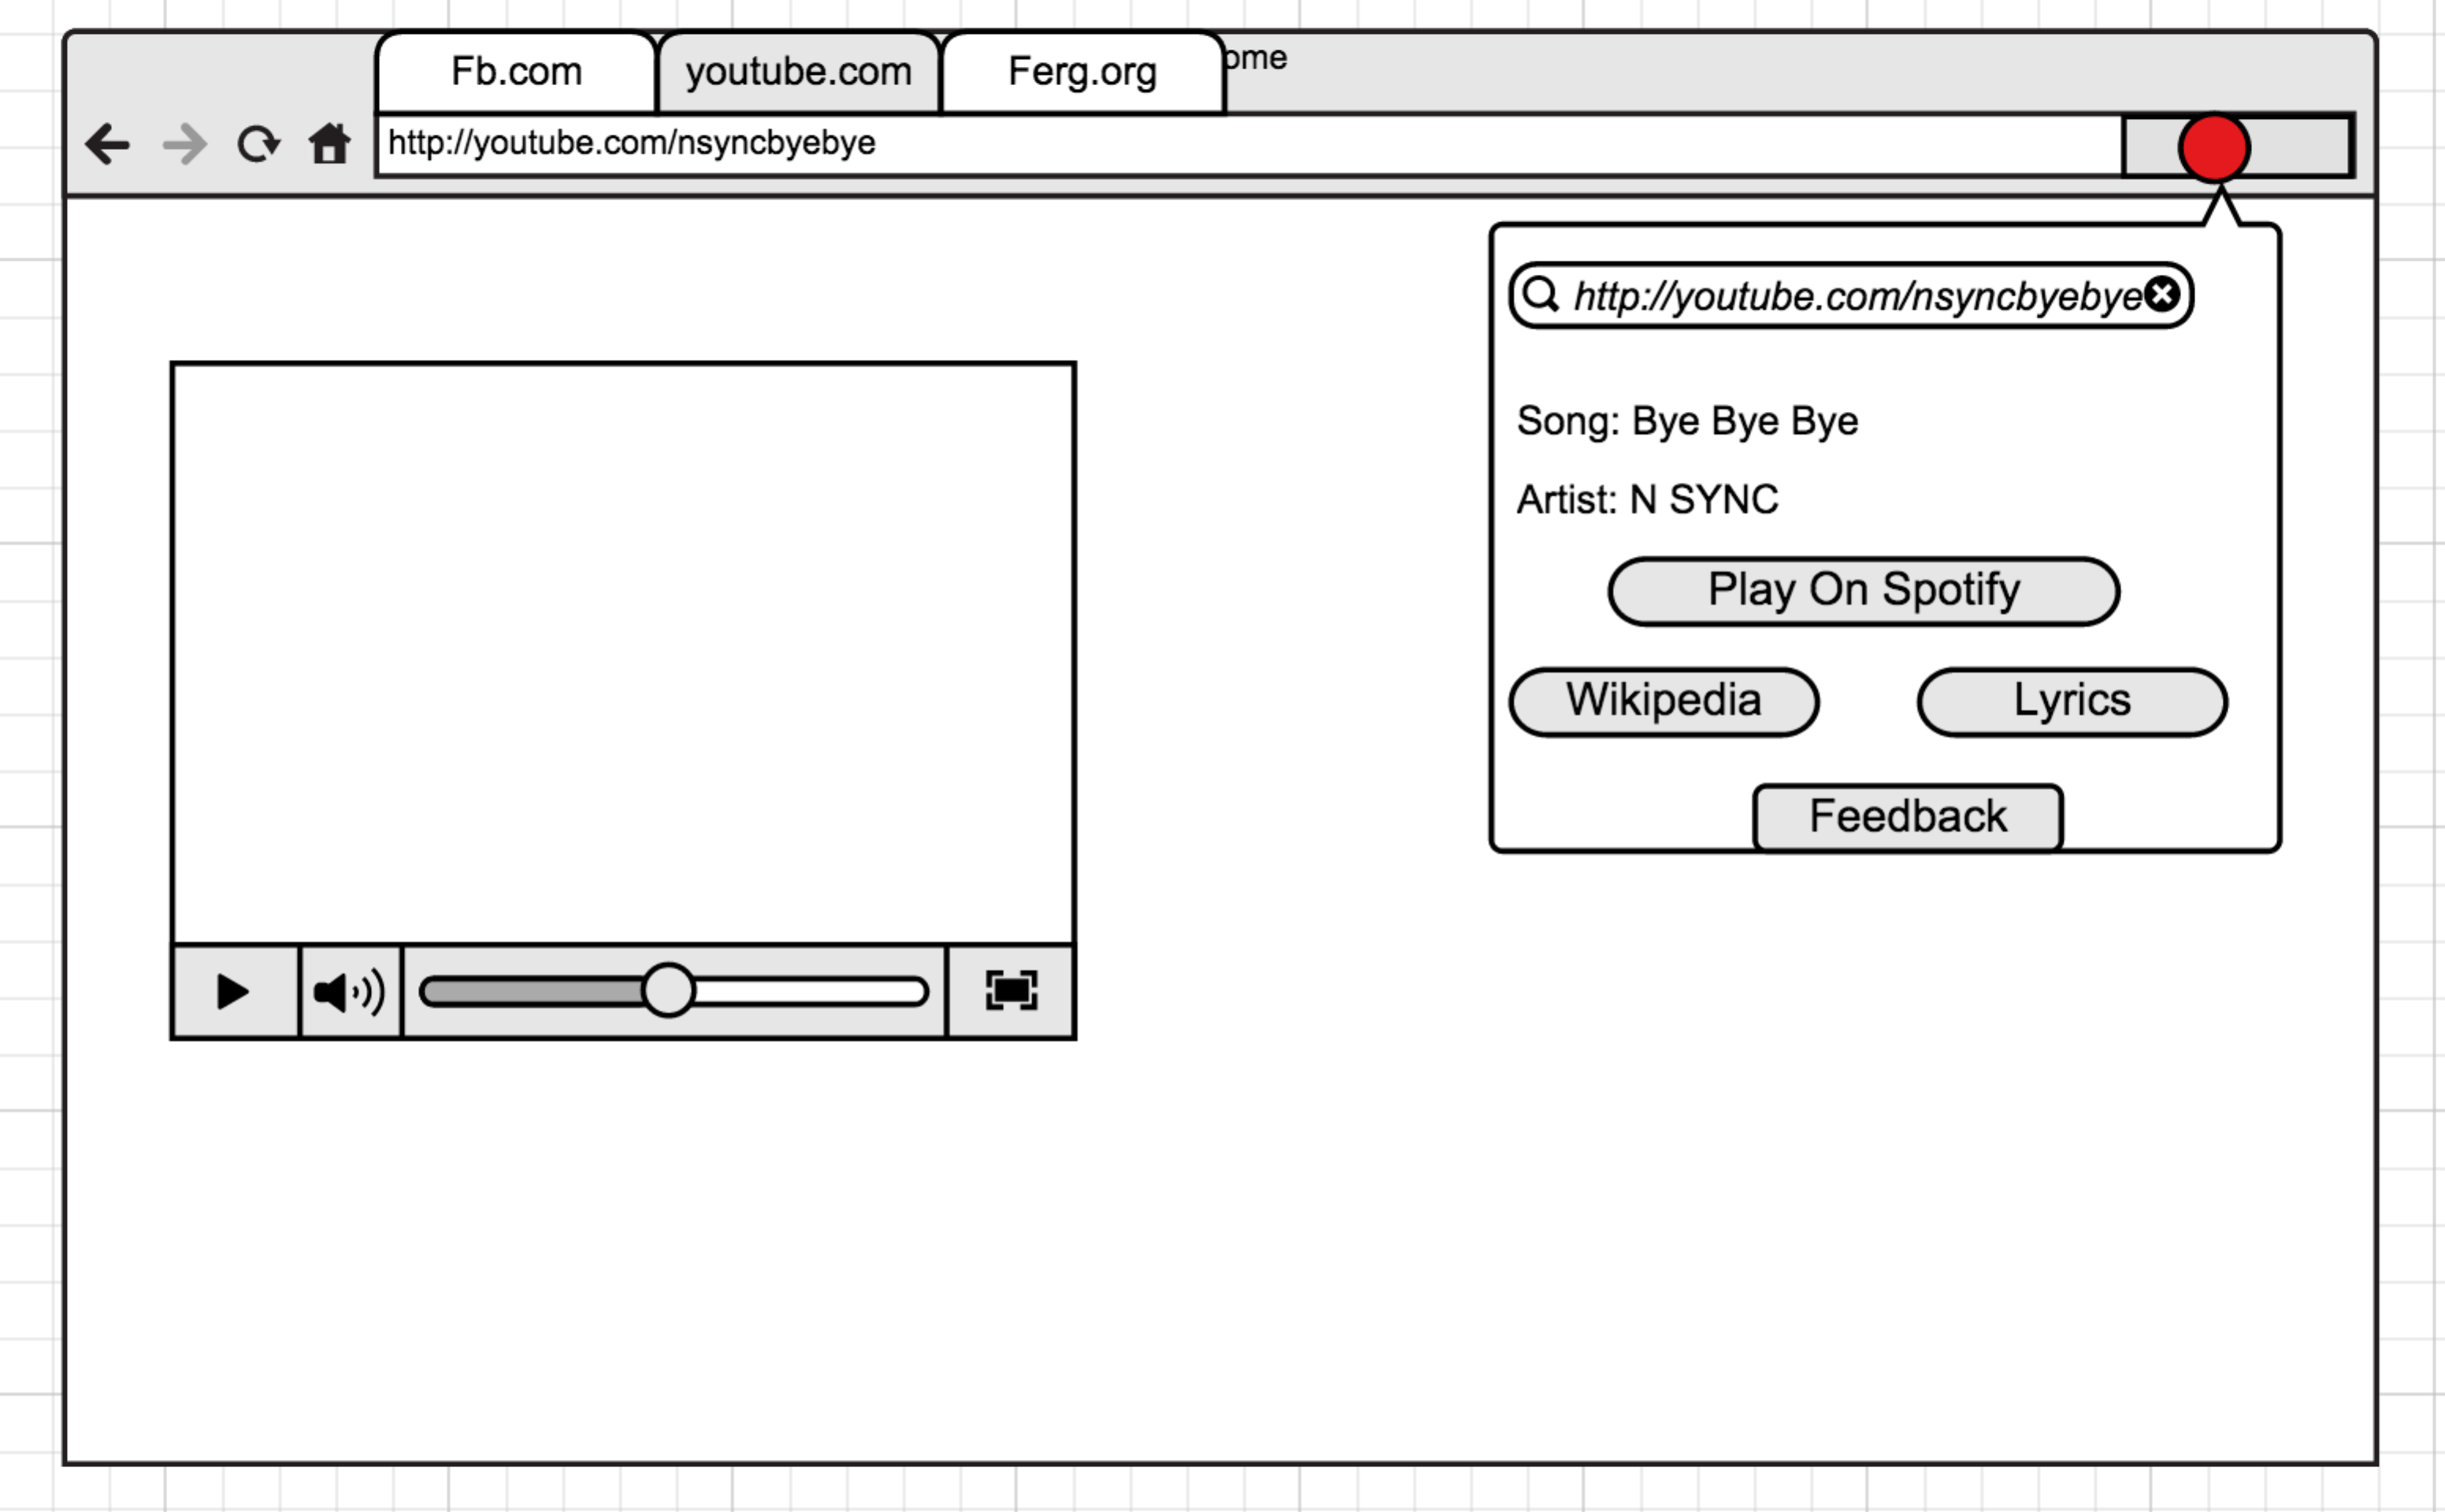 Fb.com
youtube.com
Ferg.org
ome
http://youtube.com/nsyncbyebye
http://youtube.com/nsyncbyebye
Song: Bye Bye Bye
Artist: N SYNC
Play On Spotify
Wikipedia
Lyrics
Feedback